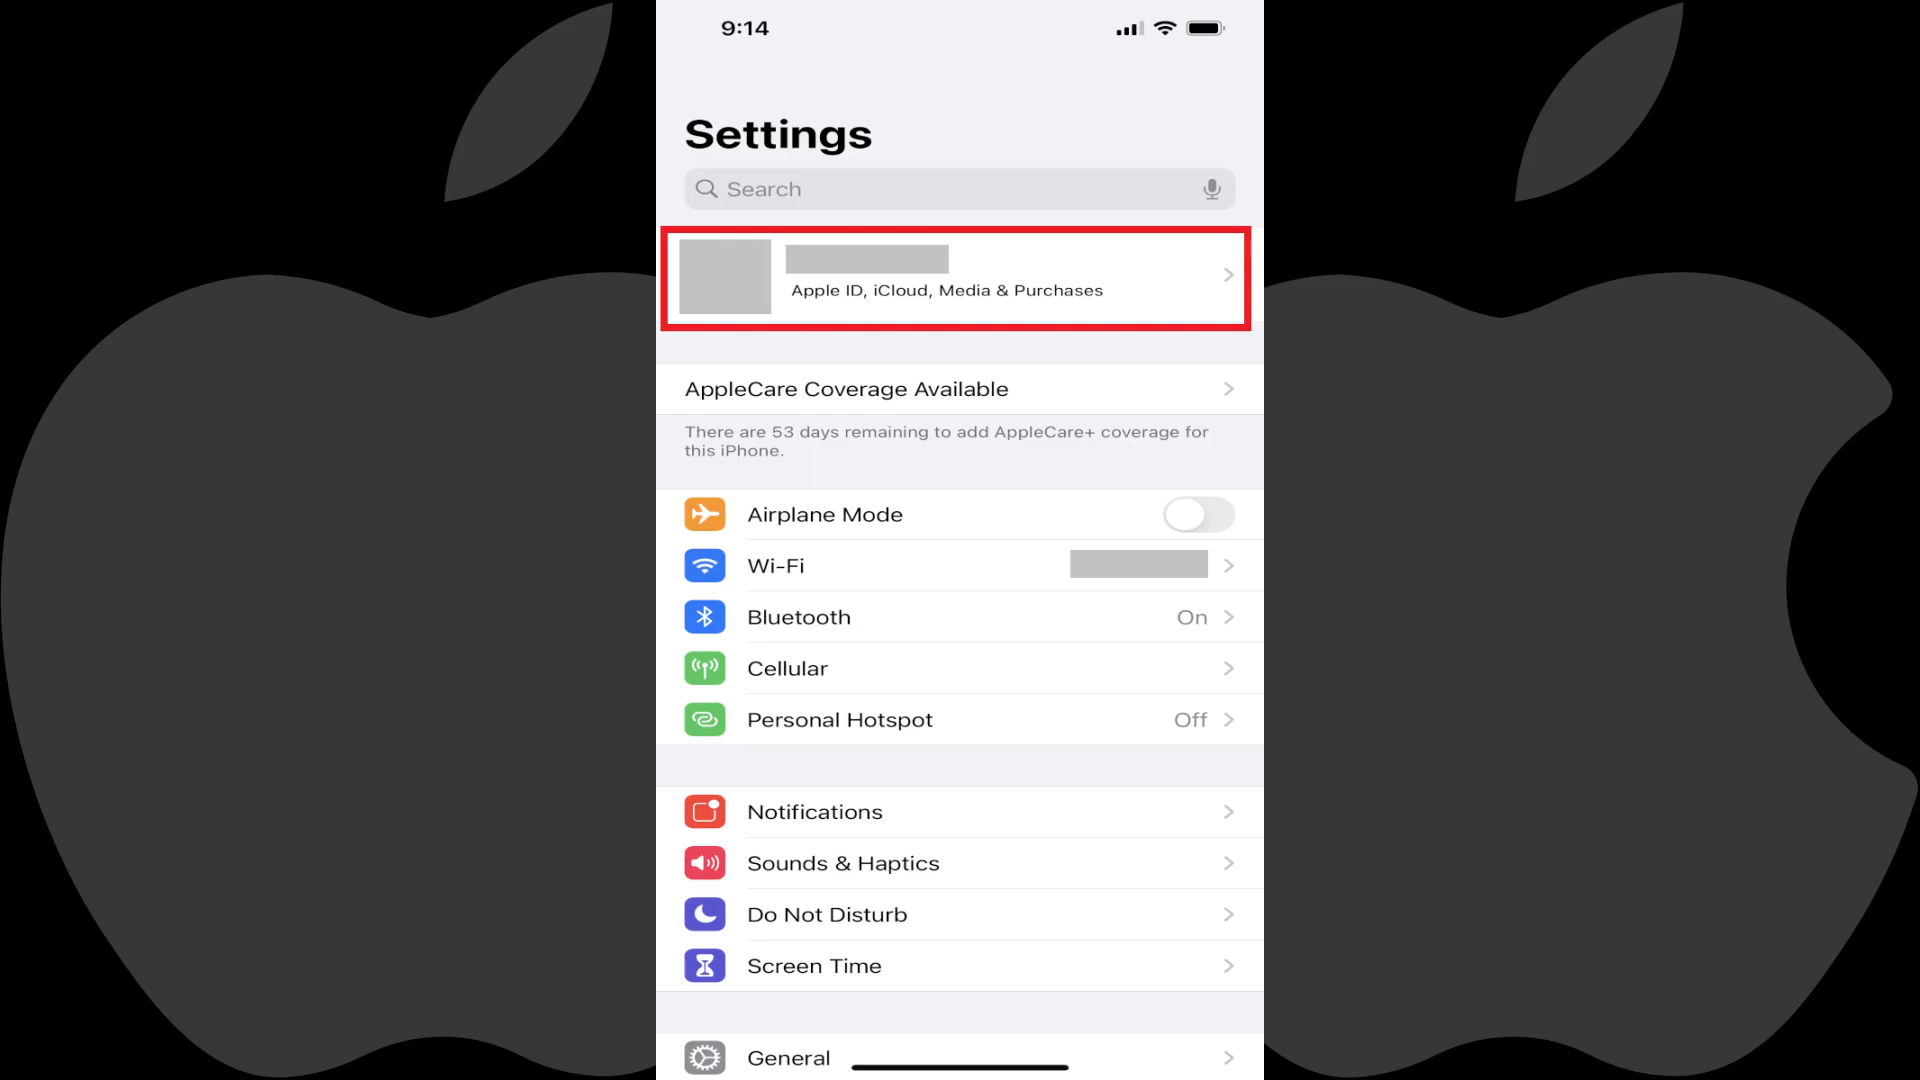 9:14
Settings
Search
Apple ID, iCloud, Media & Purchases
AppleCare Coverage Available
There are 53 days remaining to add AppleCare+ coverage for
this iPhone.
Airplane Mode
Wi-Fi
Bluetooth On
Cellular
Personal Hotspot Off
Notifications
Sounds & Haptics
Do Not Disturb
Screen Time
General